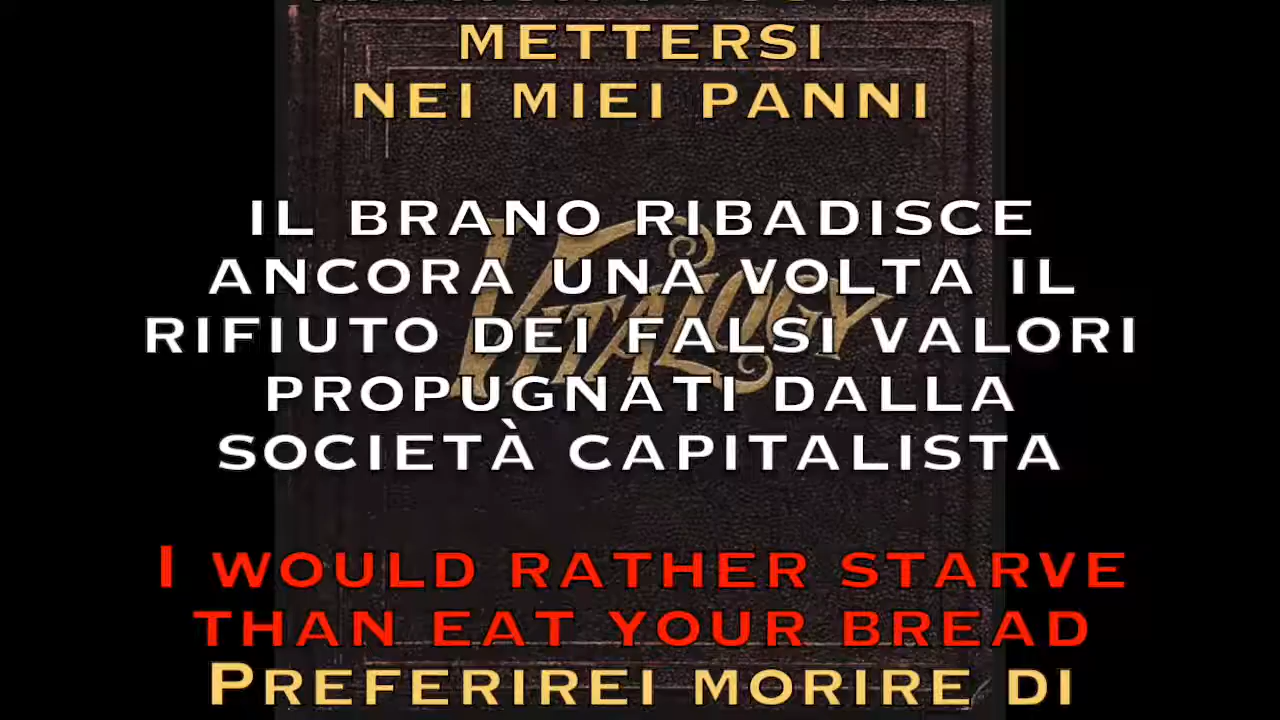 METTERSI
NEI MIEI PANNI
IL BRANO RIBADISCE
ANCORA UNA VOLTA IL
RIFIUTO DEI FALSI VALORI
PROPUGNATI DALLA
SOCIETÀ CAPITALISTA
VITALOGY
I WOULD RATHER STARVE
THAN EAT YOUR BREAD
PREFERIREI MORIRE DI